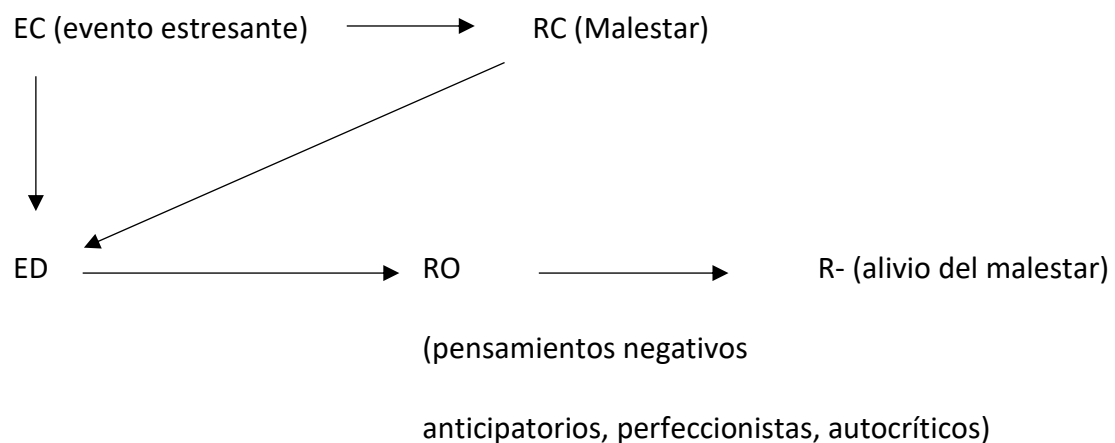 EC (evento estresante) RC (Malestar)
ED RO R- (alivio del malestar)
(pensamientos negativos
anticipatorios, perfeccionistas, autocríticos)